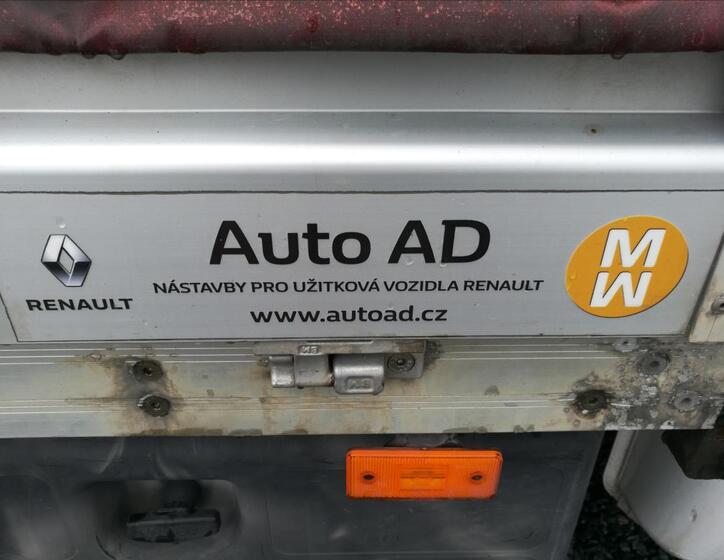 Auto AD
NÁSTAVBY PRO UŽITKOVÁ VOZIDLA RENAULT
www.autoad.cz
RENAULT
MW